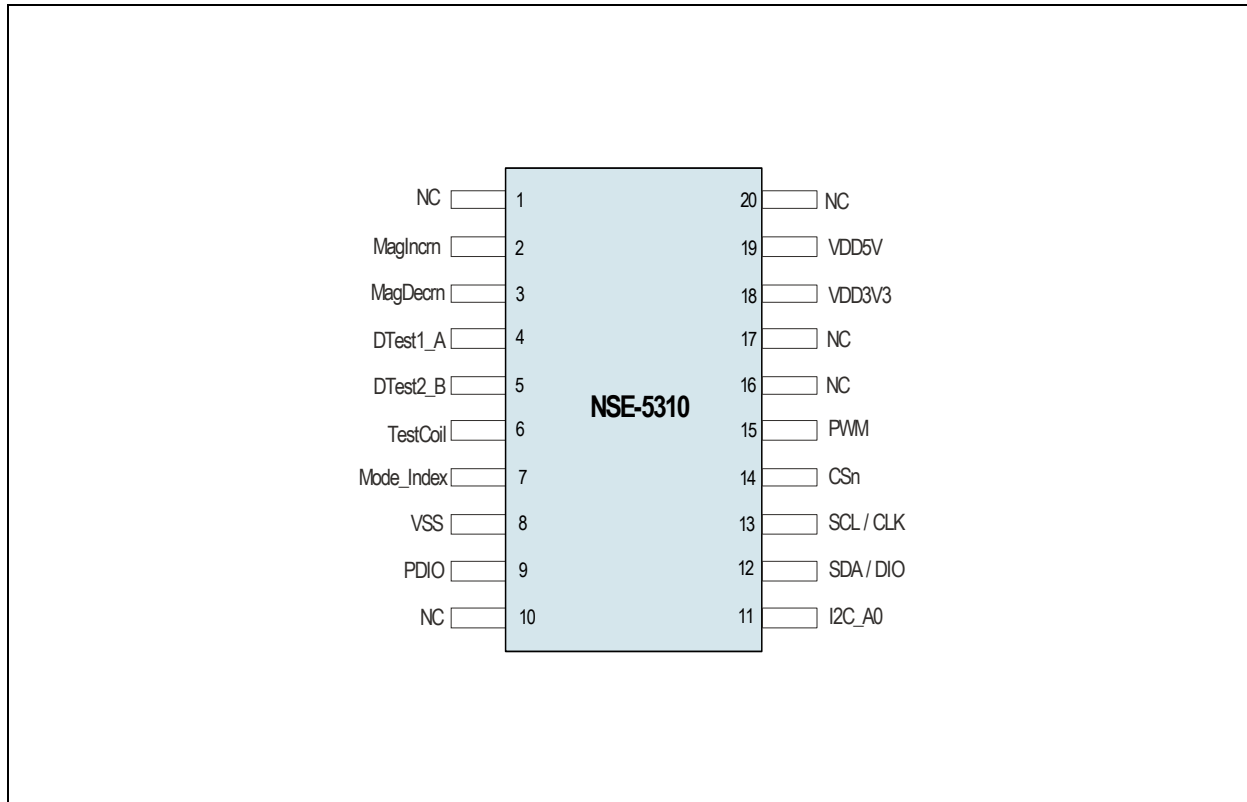 NC 1 20 NC
MagIncrn 2 19 VDD5V
MagDecrn 3 18 VDD3V3
DTest1_A 4 17 NC
DTest2_B 5 16 NC
NSE-5310
TestCoil 6 15 PWM
Mode_Index 7 14 CSn
VSS 8 13 SCL / CLK
PDIO 9 12 SDA / DIO
NC 10 11 I2C_A0